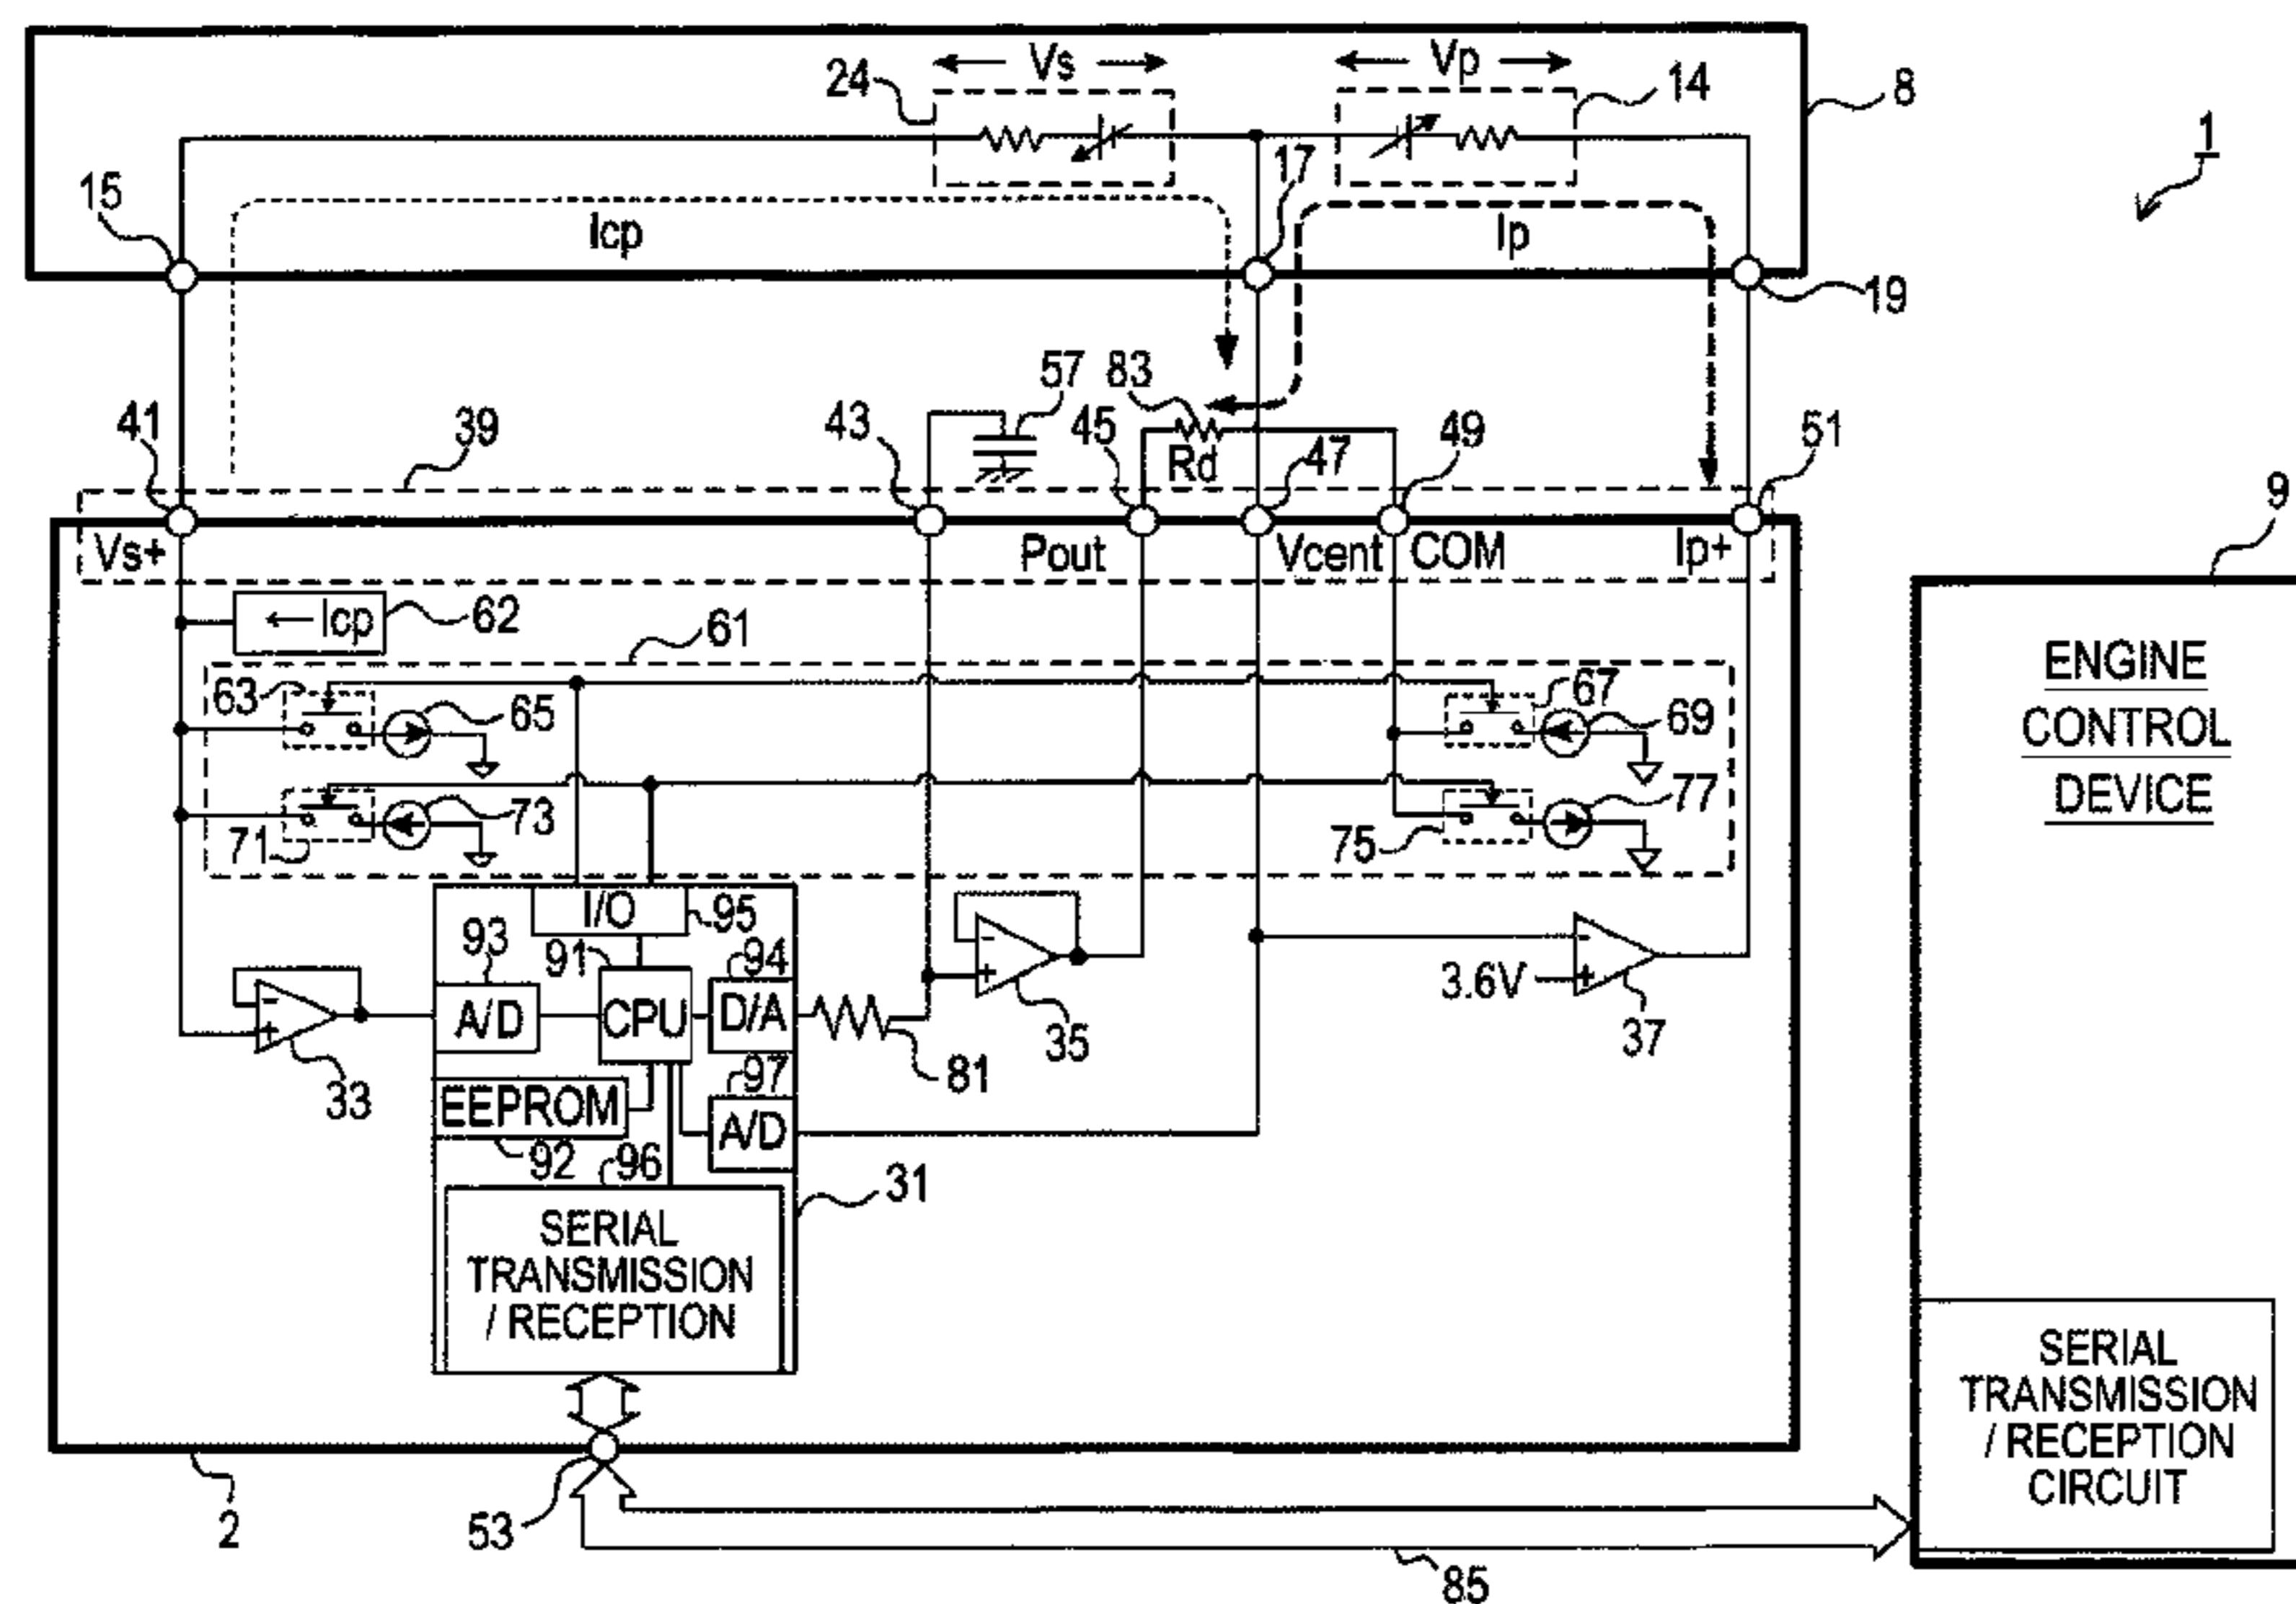 Vs
Vp
24
14
8
1
15
17
Icp
Ip
19
57
83
41
39
43
45
49
51
Rd
47
9
Vs+
Pout
Vcent
COM
Ip+
← Icp
62
61
63
65
67
69
71
73
75
77
ENGINE
CONTROL
DEVICE
I/O
95
93
91
94
A/D
CPU
D/A
3.6V
33
81
35
37
97
EEPROM
A/D
92
96
31
SERIAL
TRANSMISSION
/ RECEPTION
SERIAL
TRANSMISSION
/ RECEPTION
CIRCUIT
2
53
85